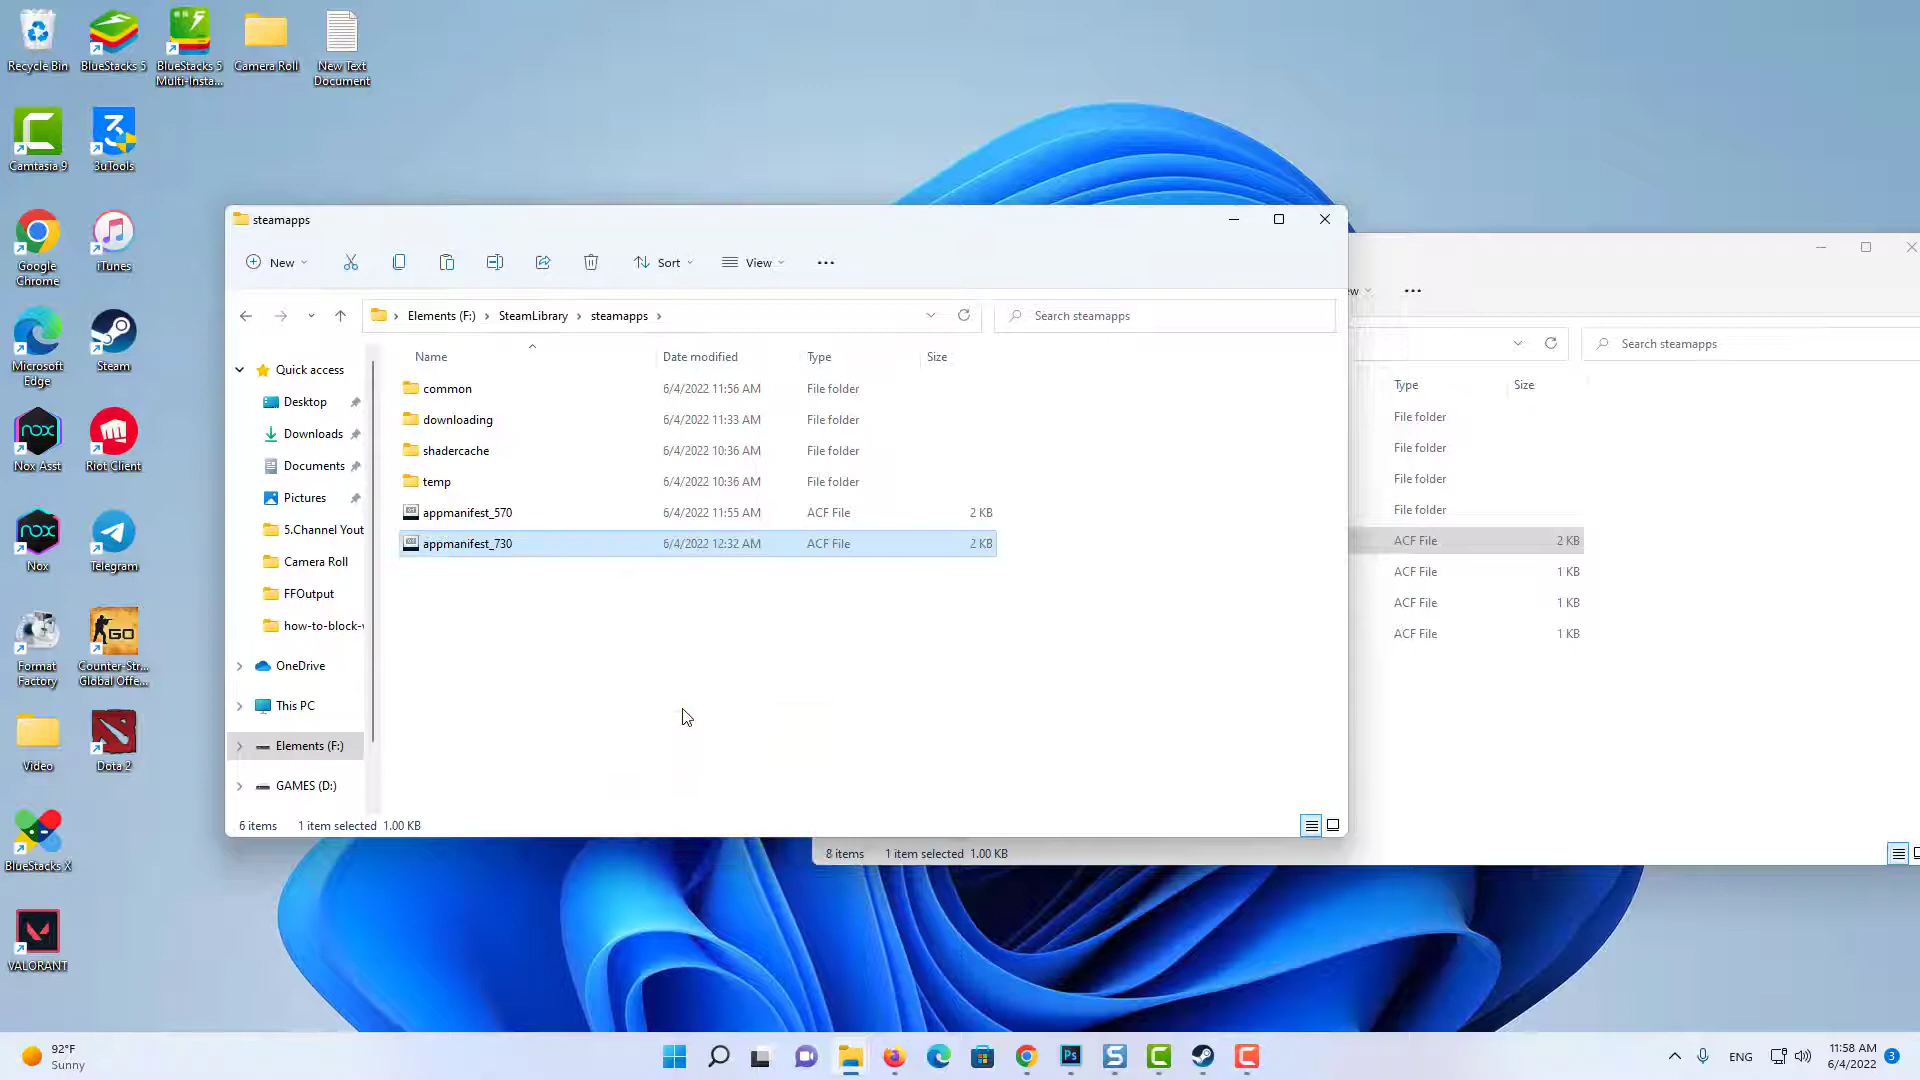 Recycle Bin
BlueStacks 5
BlueStacks 5
Multi-Insta...
Camera Roll
New Text
Document
Camtasia 9
3uTools
Google
Chrome
iTunes
Microsoft
Edge
Steam
nox
Nox Asst
Riot Client
nox
Nox
Telegram
Format
Factory
GO
Counter-Str...
Global Offe...
Video
Dota 2
BlueStacks X
VALORANT
steamapps
New
Sort
View
Elements (F:)
SteamLibrary
steamapps
Search steamapps
Name
Date modified
Type
Size
Quick access
Desktop
Downloads
Documents
Pictures
5.Channel Yout
Camera Roll
FFOutput
how-to-block-v
OneDrive
This PC
Elements (F:)
GAMES (D:)
common 6/4/2022 11:56 AM File folder
downloading 6/4/2022 11:33 AM File folder
shadercache 6/4/2022 10:36 AM File folder
temp 6/4/2022 10:36 AM File folder
appmanifest_570 6/4/2022 11:55 AM ACF File 2 KB
appmanifest_730 6/4/2022 12:32 AM ACF File 2 KB
6 items 1 item selected 1.00 KB
ew
Search steamapps
Type Size
File folder
File folder
File folder
File folder
ACF File 2 KB
ACF File 1 KB
ACF File 1 KB
ACF File 1 KB
8 items 1 item selected 1.00 KB
92°F
Sunny
Ps
ENG
11:58 AM
6/4/2022
3